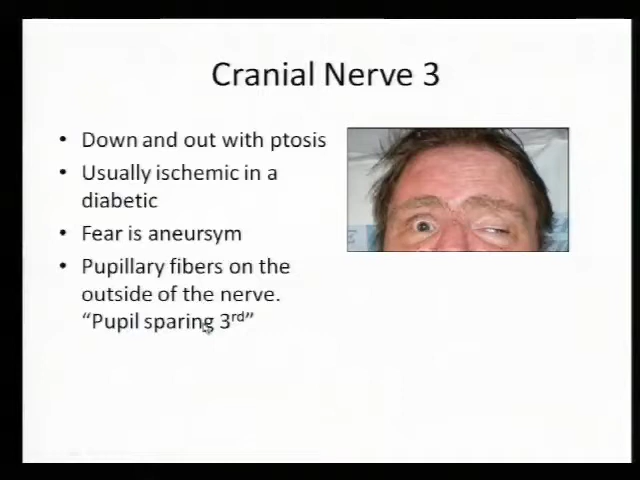 Cranial Nerve 3
• Down and out with ptosis
• Usually ischemic in a
diabetic
• Fear is aneursym
• Pupillary fibers on the
outside of the nerve.
“Pupil sparing 3rd”